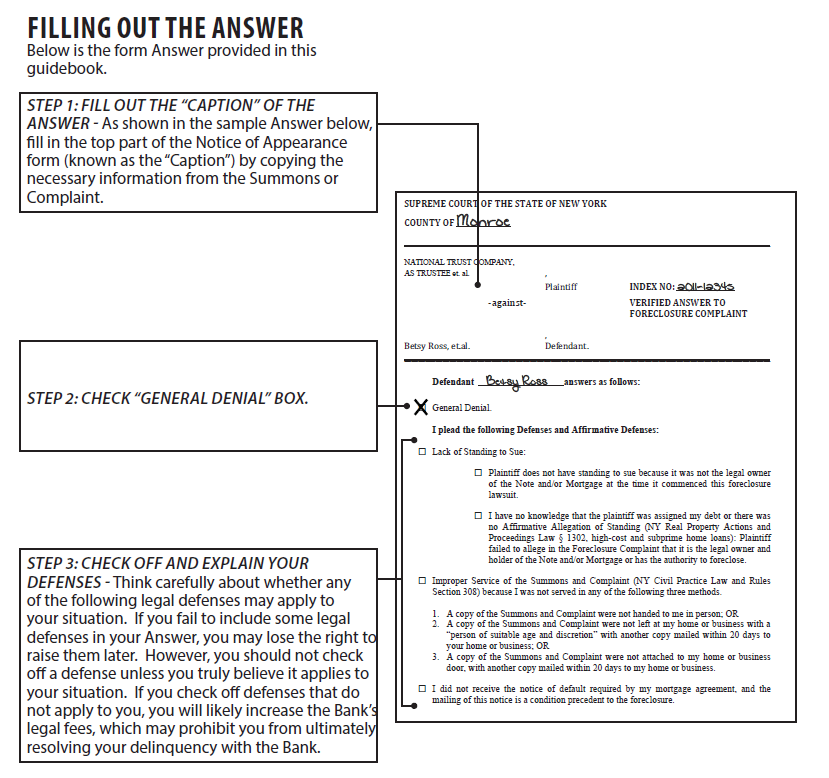 FILLING OUT THE ANSWER
Below is the form Answer provided in this
guidebook.
STEP 1: FILL OUT THE “CAPTION” OF THE
ANSWER - As shown in the sample Answer below,
fill in the top part of the Notice of Appearance
form (known as the “Caption”) by copying the
necessary information from the Summons or
Complaint.
STEP 2: CHECK “GENERAL DENIAL” BOX.
STEP 3: CHECK OFF AND EXPLAIN YOUR
DEFENSES - Think carefully about whether any
of the following legal defenses may apply to
your situation. If you fail to include some legal
defenses in your Answer, you may lose the right to
raise them later. However, you should not check
off a defense unless you truly believe it applies to
your situation. If you check off defenses that do
not apply to you, you will likely increase the Bank’s
legal fees, which may prohibit you from ultimately
resolving your delinquency with the Bank.
SUPREME COURT OF THE STATE OF NEW YORK
COUNTY OF Monroe
NATIONAL TRUST COMPANY,
AS TRUSTEE et. al.
,
Plaintiff INDEX NO: 2011-12345
-against- VERIFIED ANSWER TO
FORECLOSURE COMPLAINT
,
Betsy Ross, et.al. Defendant.
Defendant Betsy Ross answers as follows:
☒ General Denial.
I plead the following Defenses and Affirmative Defenses:
☐ Lack of Standing to Sue:
☐ Plaintiff does not have standing to sue because it was not the legal owner
of the Note and/or Mortgage at the time it commenced this foreclosure
lawsuit.
☐ I have no knowledge that the plaintiff was assigned my debt or there was
no Affirmative Allegation of Standing (NY Real Property Actions and
Proceedings Law § 1302, high-cost and subprime home loans): Plaintiff
failed to allege in the Foreclosure Complaint that it is the legal owner and
holder of the Note and/or Mortgage or has the authority to foreclose.
☐ Improper Service of the Summons and Complaint (NY Civil Practice Law and Rules
Section 308) because I was not served in any of the following three methods.
1. A copy of the Summons and Complaint were not handed to me in person; OR
2. A copy of the Summons and Complaint were not left at my home or business with a
“person of suitable age and discretion” with another copy mailed within 20 days to
your home or business; OR
3. A copy of the Summons and Complaint were not attached to my home or business
door, with another copy mailed within 20 days to my home or business.
☐ I did not receive the notice of default required by my mortgage agreement, and the
mailing of this notice is a condition precedent to the foreclosure.